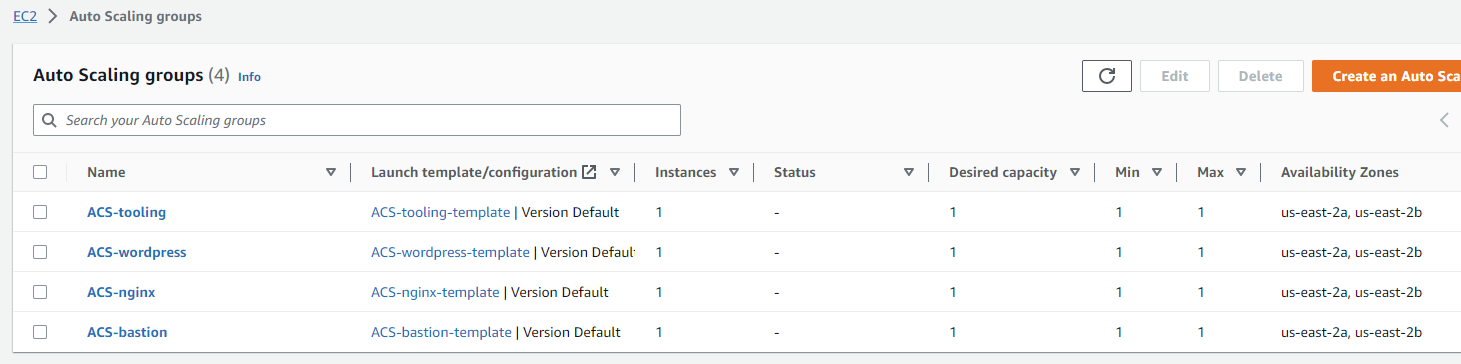 EC2 > Auto Scaling groups
Auto Scaling groups (4) Info
Edit Delete Create an Auto Sca
Search your Auto Scaling groups
Name Launch template/configuration Instances Status Desired capacity Min Max Availability Zones
ACS-tooling ACS-tooling-template | Version Default 1 - 1 1 1 us-east-2a, us-east-2b
ACS-wordpress ACS-wordpress-template | Version Defaul 1 - 1 1 1 us-east-2a, us-east-2b
ACS-nginx ACS-nginx-template | Version Default 1 - 1 1 1 us-east-2a, us-east-2b
ACS-bastion ACS-bastion-template | Version Default 1 - 1 1 1 us-east-2a, us-east-2b